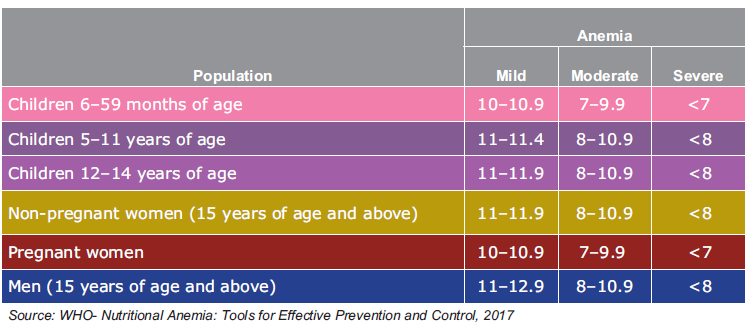 Anemia
Population Mild Moderate Severe
Children 6–59 months of age 10–10.9 7–9.9 <7
Children 5–11 years of age 11–11.4 8–10.9 <8
Children 12–14 years of age 11–11.9 8–10.9 <8
Non-pregnant women (15 years of age and above) 11–11.9 8–10.9 <8
Pregnant women 10–10.9 7–9.9 <7
Men (15 years of age and above) 11–12.9 8–10.9 <8
Source: WHO- Nutritional Anemia: Tools for Effective Prevention and Control, 2017